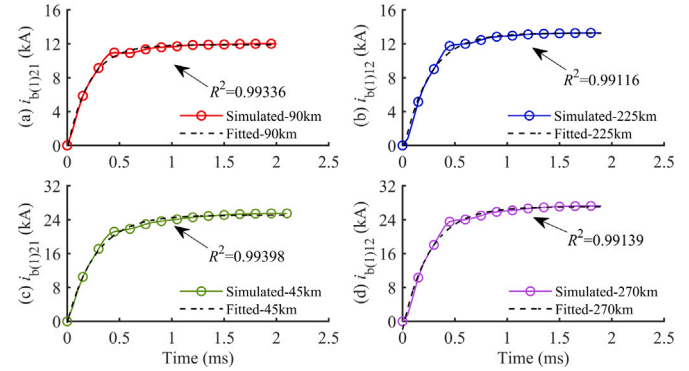 (a) i_b(1)21 (kA)
16
12
8
4
0
0 0.5 1 1.5 2 2.5
R²=0.99336
Simulated-90km
Fitted-90km
(b) i_b(1)12 (kA)
16
12
8
4
0
0 0.5 1 1.5 2 2.5
R²=0.99116
Simulated-225km
Fitted-225km
(c) i_b(1)21 (kA)
32
24
16
8
0
0 0.5 1 1.5 2 2.5
R²=0.99398
Simulated-45km
Fitted-45km
Time (ms)
(d) i_b(1)12 (kA)
32
24
16
8
0
0 0.5 1 1.5 2 2.5
R²=0.99139
Simulated-270km
Fitted-270km
Time (ms)